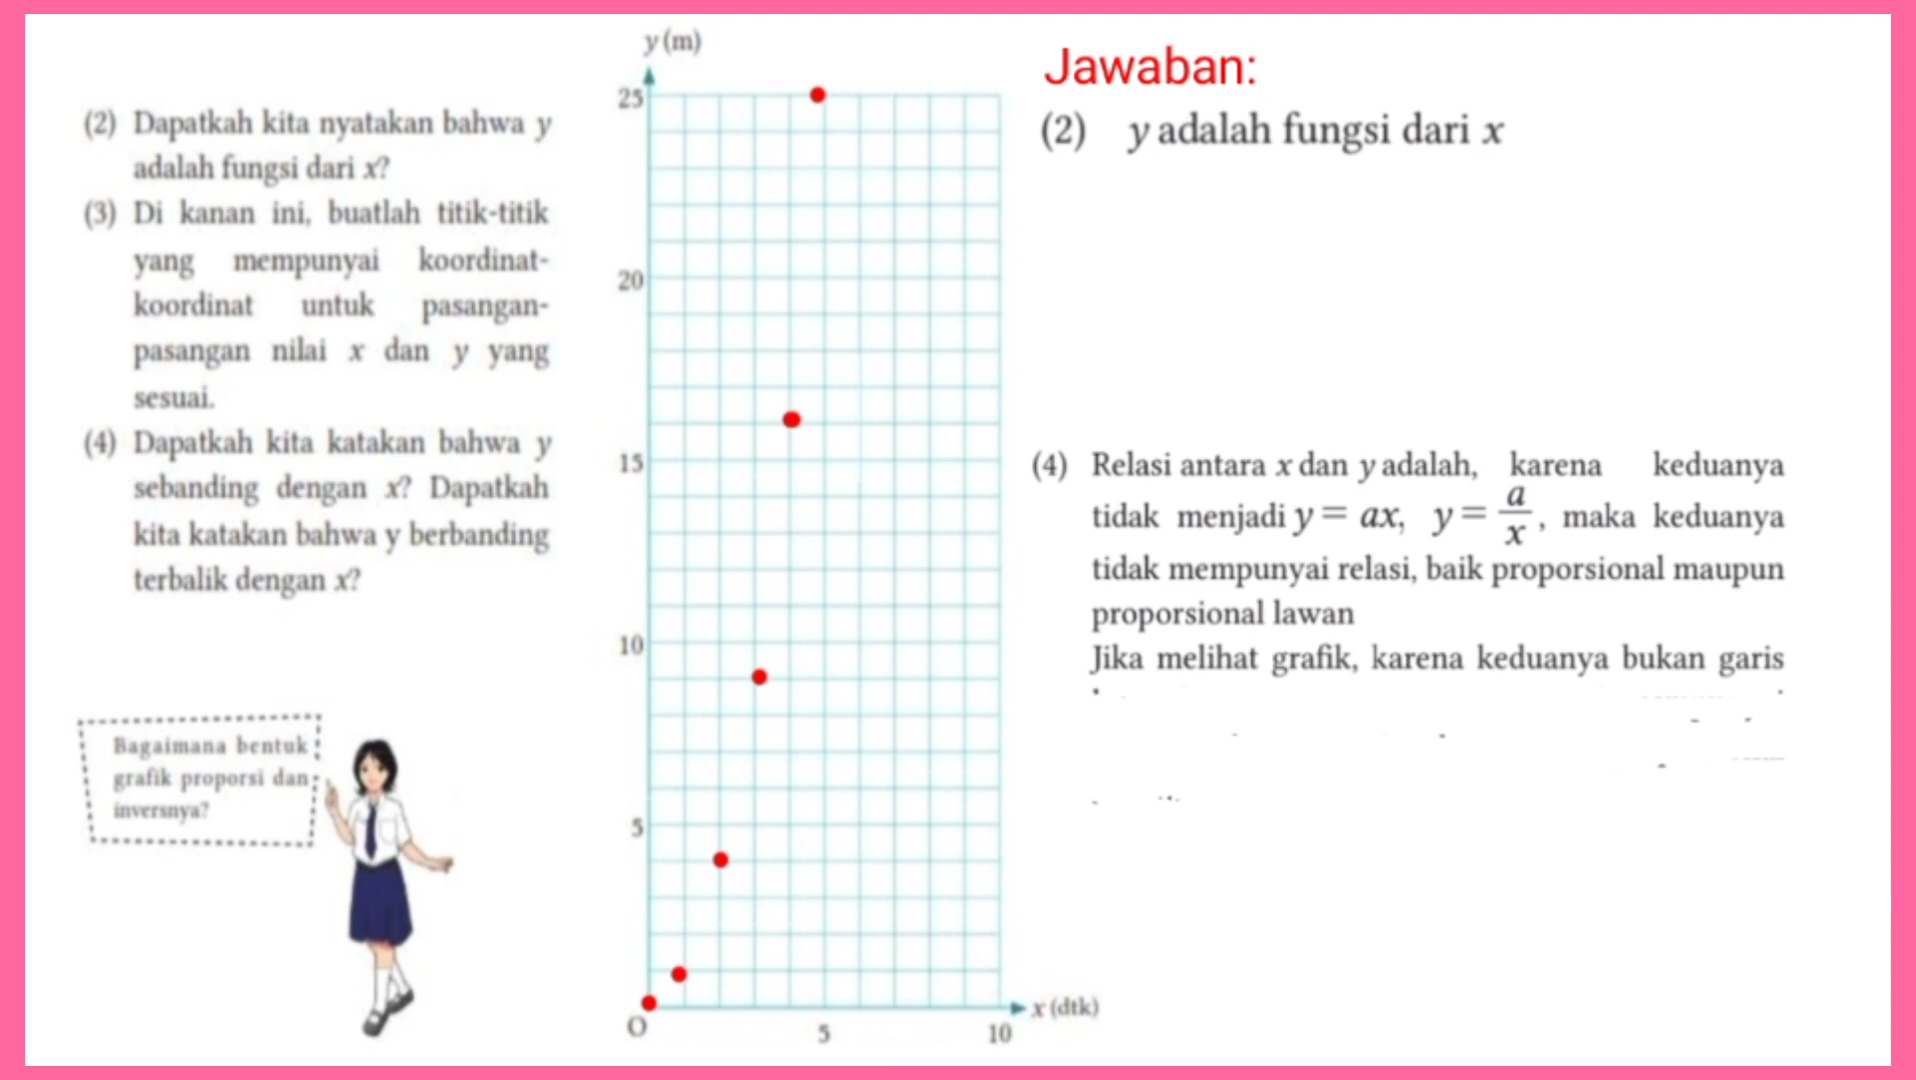 (2) Dapatkah kita nyatakan bahwa y
adalah fungsi dari x?
(3) Di kanan ini, buatlah titik-titik
yang mempunyai koordinat-
koordinat untuk pasangan-
pasangan nilai x dan y yang
sesuai.
(4) Dapatkah kita katakan bahwa y
sebanding dengan x? Dapatkah
kita katakan bahwa y berbanding
terbalik dengan x?
Bagaimana bentuk
grafik proporsi dan
inversnya?
y (m)
25
20
15
10
5
O
5
10
x (dtk)
Jawaban:
(2) y adalah fungsi dari x
(4) Relasi antara x dan y adalah, karena keduanya
tidak menjadi y = ax, y = a/x, maka keduanya
tidak mempunyai relasi, baik proporsional maupun
proporsional lawan
Jika melihat grafik, karena keduanya bukan garis